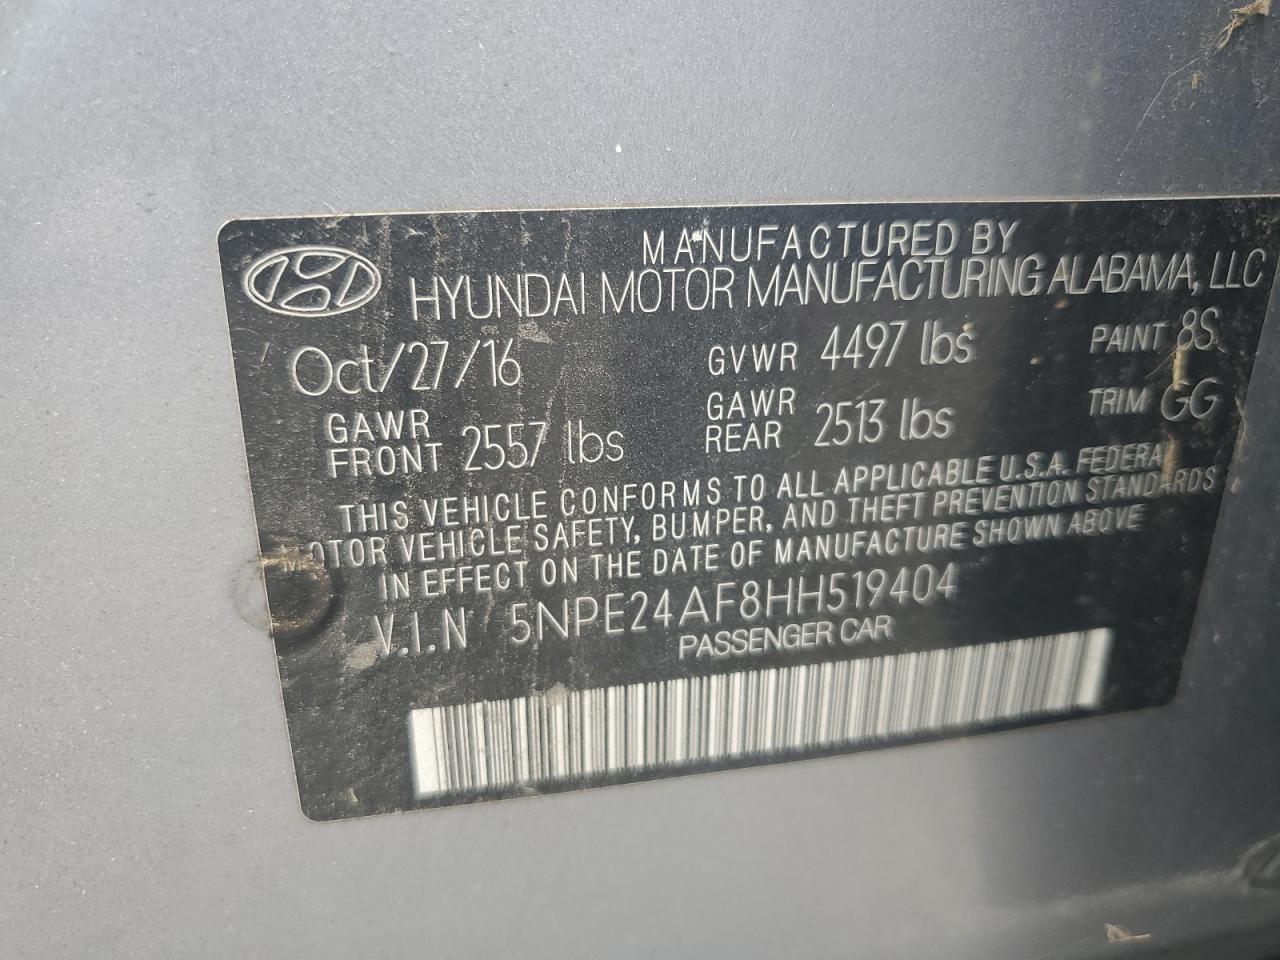 MANUFACTURED BY
HYUNDAI MOTOR MANUFACTURING ALABAMA, LLC
Oct/27/16 GVWR 4497 lbs PAINT 8S
GAWR FRONT 2557 lbs GAWR REAR 2513 lbs TRIM GG
THIS VEHICLE CONFORMS TO ALL APPLICABLE U.S.A. FEDERAL
MOTOR VEHICLE SAFETY, BUMPER, AND THEFT PREVENTION STANDARDS
IN EFFECT ON THE DATE OF MANUFACTURE SHOWN ABOVE
V.I.N 5NPE24AF8HH519404
PASSENGER CAR